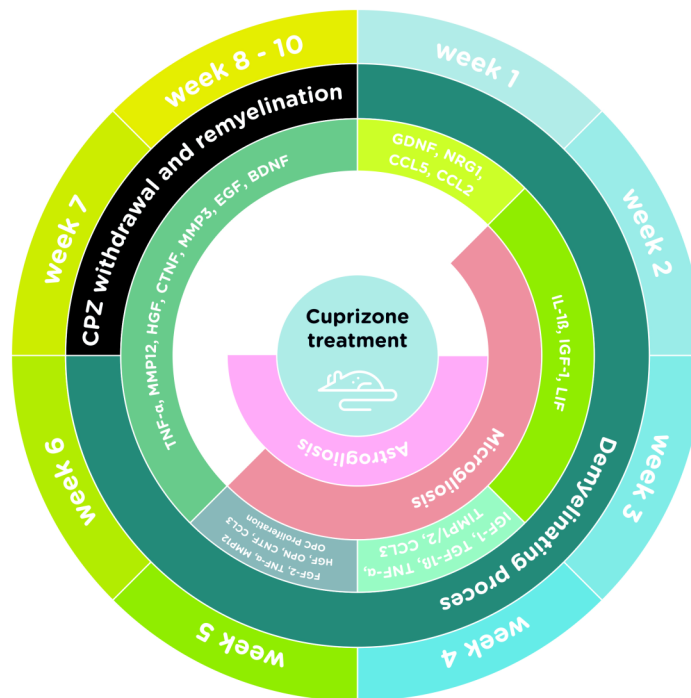 week 1
week 2
week 3
week 4
week 5
week 6
week 7
week 8 - 10
Demyelinating proces
CPZ withdrawal and remyelination
GDNF, NRG1,
CCL5, CCL2
IL-1ß, IGF-1, LIF
IGF-1, TGF-1ß, TNF-α,
TIMP1/2, CCL3
FGF-2, TNF-α, MMP12
HGF, OPN, CNTF, CCL3
OPC Proliferation
TNF-α, MMP12, HGF, CTNF, MMP3, EGF, BDNF
Microgliosis
Astrogliosis
Cuprizone
treatment